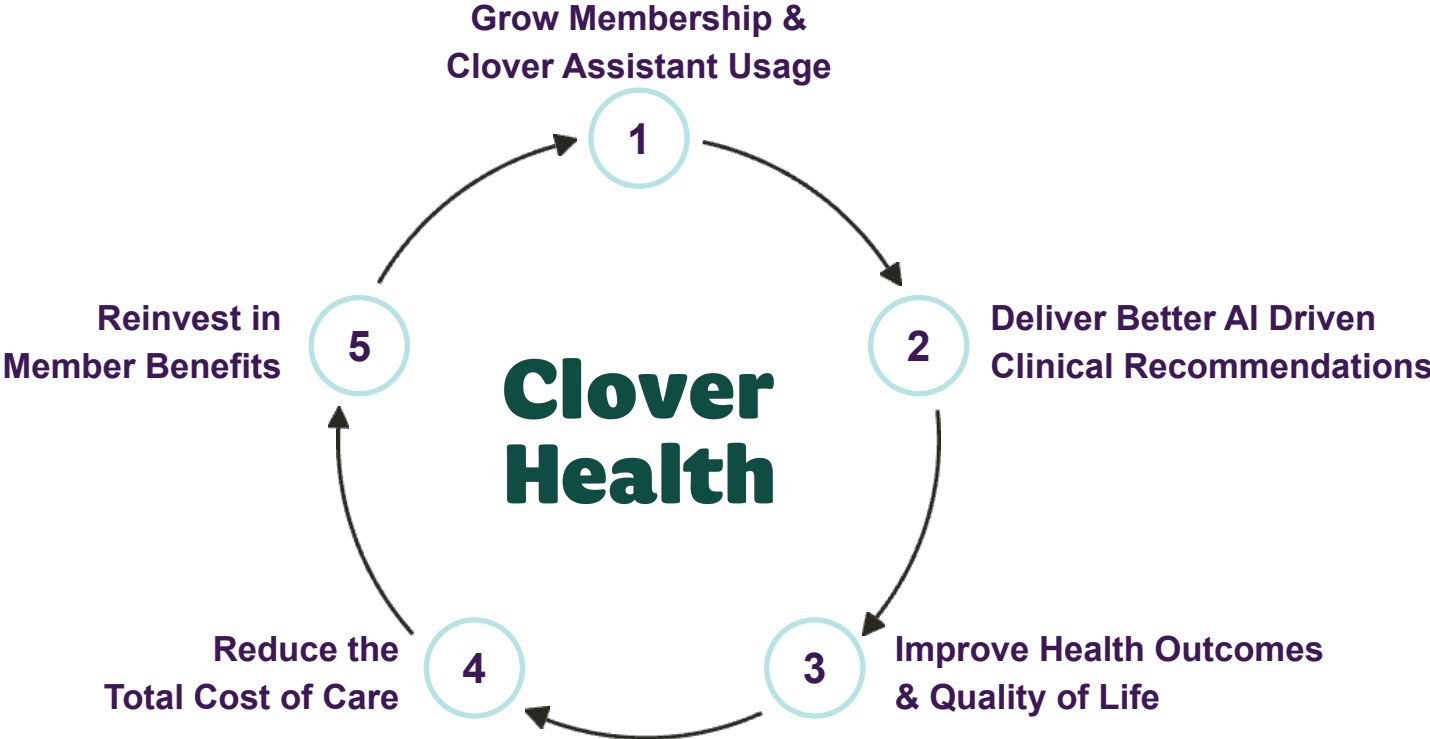 Grow Membership &
Clover Assistant Usage
1
2
Deliver Better AI Driven
Clinical Recommendations
3
Improve Health Outcomes
& Quality of Life
4
Reduce the
Total Cost of Care
5
Reinvest in
Member Benefits
Clover
Health